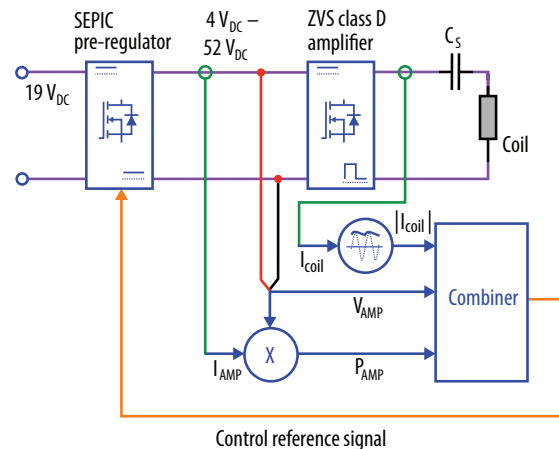 SEPIC
pre-regulator
4 VDC –
52 VDC
ZVS class D
amplifier
CS
19 VDC
Coil
Icoil
|Icoil|
VAMP
Combiner
X
IAMP
PAMP
Control reference signal